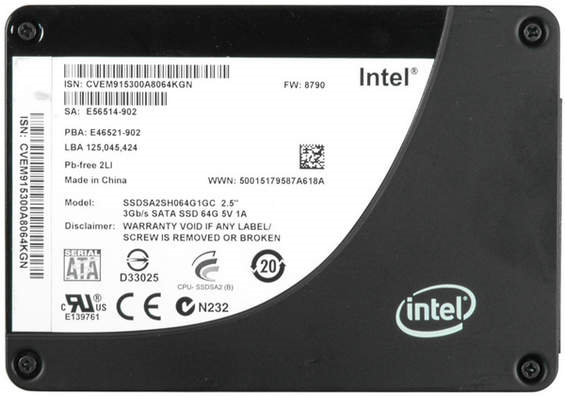 ISN: CVEM915300A8064KGN
FW: 8790
Intel®
SA: E56514-902
PBA: E46521-902
LBA 125,045,424
Pb-free 2LI
Made in China
WWN: 50015179587A618A
Model: SSDSA2SH064G1GC 2.5"
3Gb/s SATA SSD 64G 5V 1A
Disclaimer: WARRANTY VOID IF ANY LABEL/
SCREW IS REMOVED OR BROKEN
ISN: CVEM915300A8064KGN
SERIAL
SATA
D33025
CPU- SSDSA2 (B)
20
c RU us
E139761
CE
N232
intel®